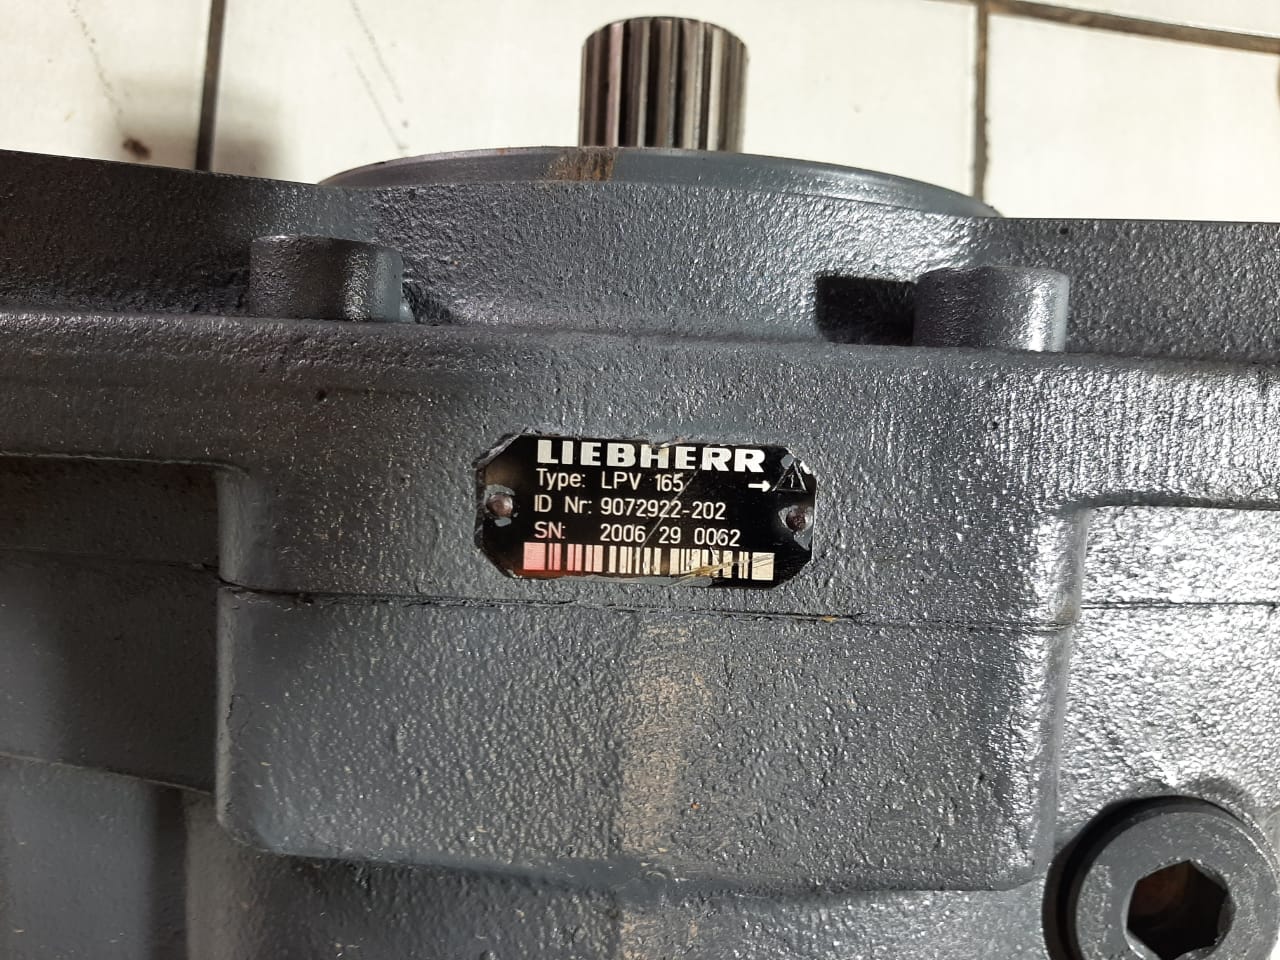 LIEBHERR
Type: LPV 165 →
ID Nr: 9072922-202
SN: 2006 29 0062